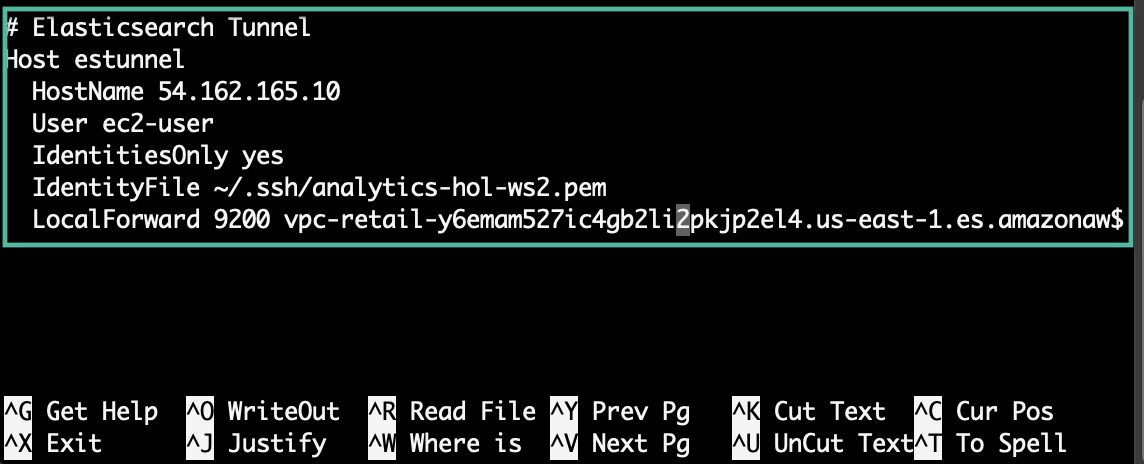 # Elasticsearch Tunnel
Host estunnel
  HostName 54.162.165.10
  User ec2-user
  IdentitiesOnly yes
  IdentityFile ~/.ssh/analytics-hol-ws2.pem
  LocalForward 9200 vpc-retail-y6emam527ic4gb2li2pkjp2el4.us-east-1.es.amazonaw$
^G Get Help  ^O WriteOut  ^R Read File ^Y Prev Pg   ^K Cut Text  ^C Cur Pos
^X Exit      ^J Justify   ^W Where is  ^V Next Pg   ^U UnCut Text^T To Spell